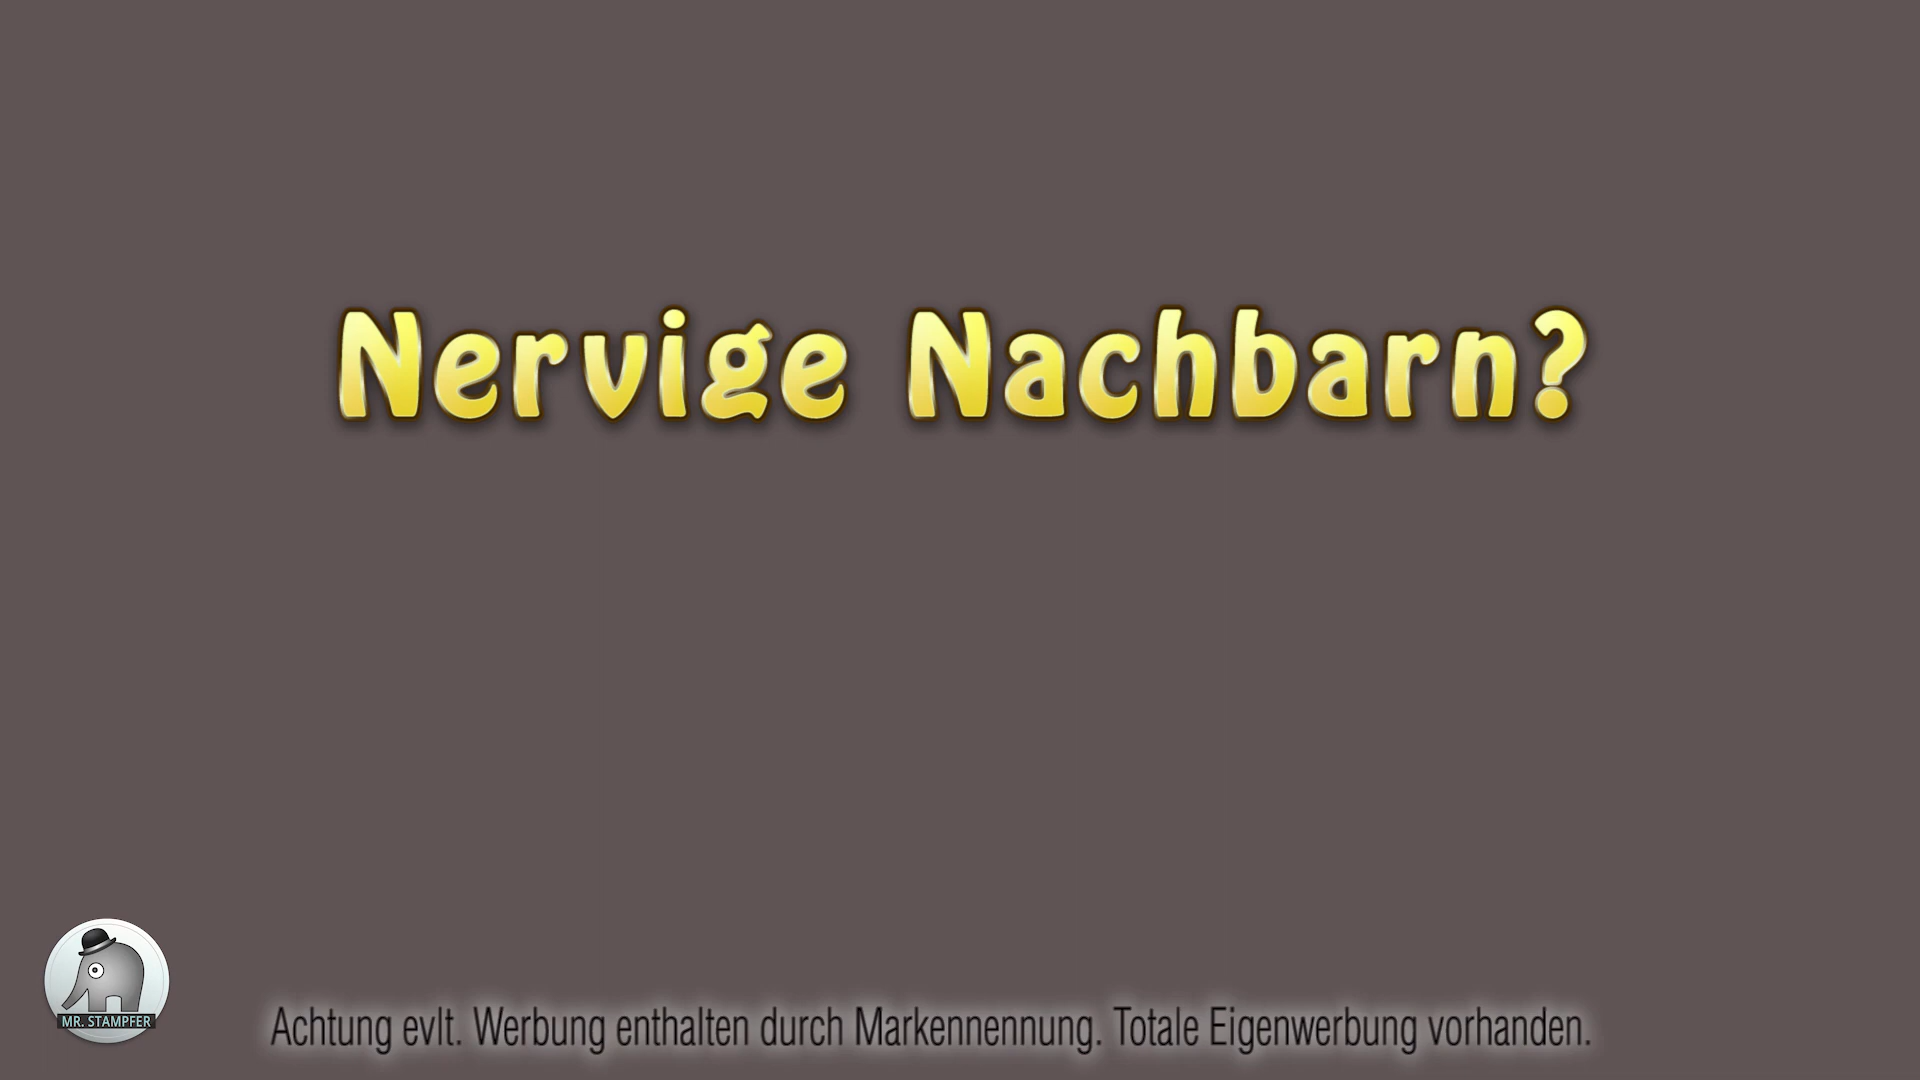 Nervige Nachbarn?
MR. STAMPFER
Achtung evlt. Werbung enthalten durch Markennennung. Totale Eigenwerbung vorhanden.